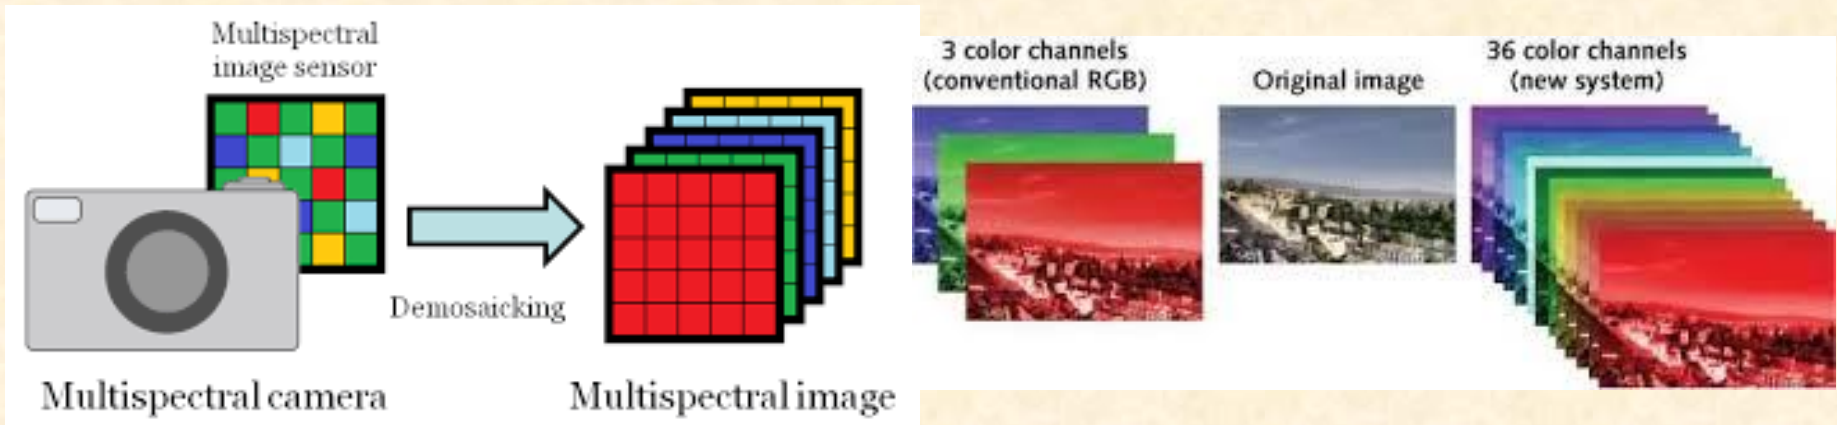 Multispectral
image sensor
Demosaicking
Multispectral camera
Multispectral image
3 color channels
(conventional RGB)
Original image
36 color channels
(new system)